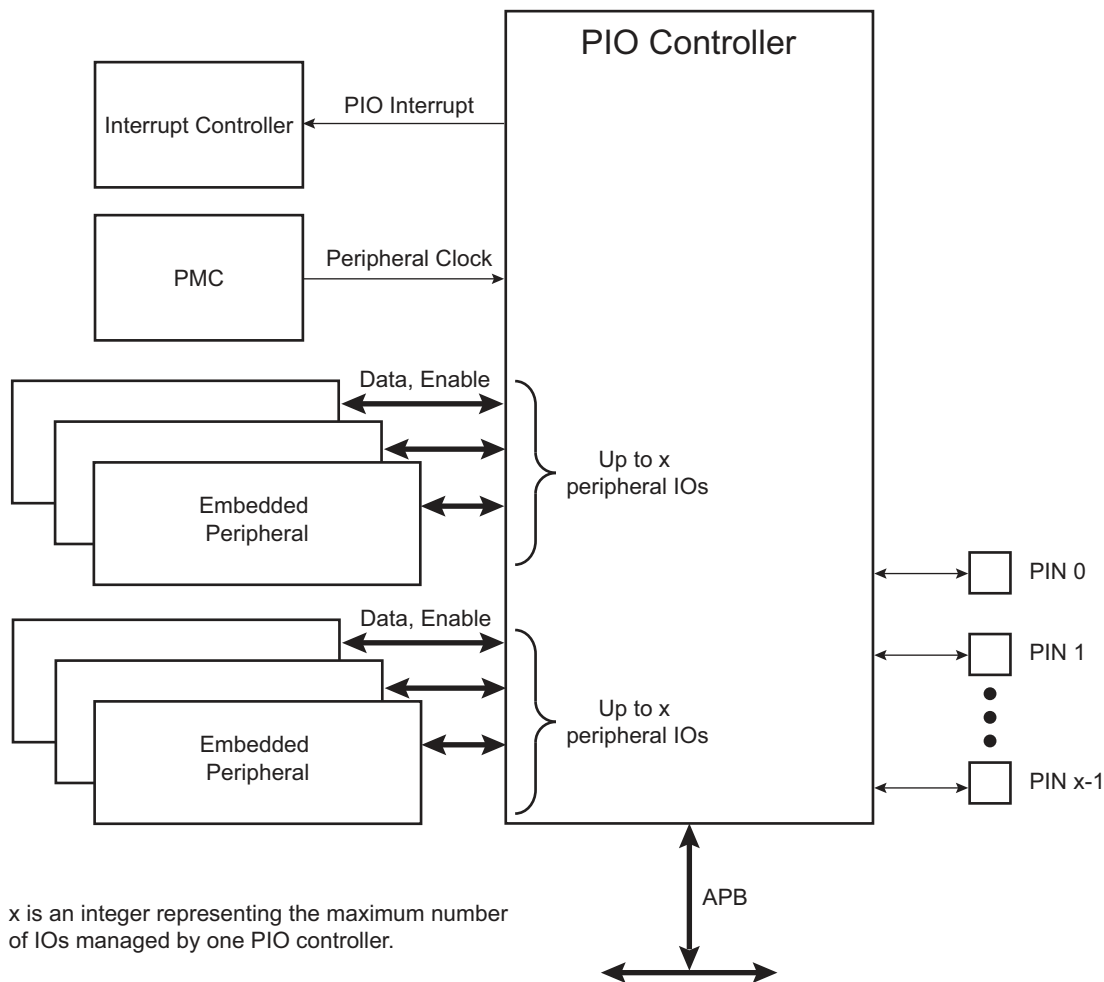 PIO Controller
PIO Interrupt
Interrupt Controller
Peripheral Clock
PMC
Data, Enable
Up to x
peripheral IOs
Embedded
Peripheral
PIN 0
Data, Enable
PIN 1
Up to x
peripheral IOs
Embedded
Peripheral
PIN x-1
APB
x is an integer representing the maximum number
of IOs managed by one PIO controller.